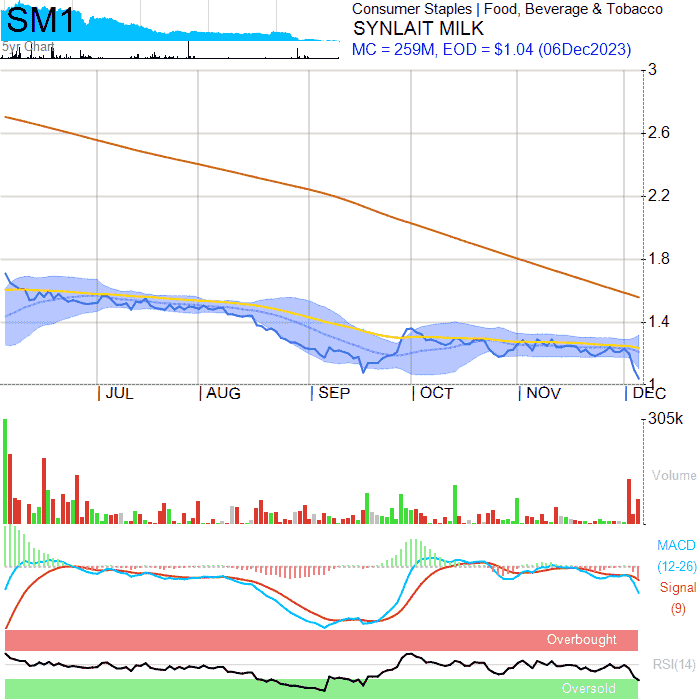 SM1
5yr Chart
Consumer Staples | Food, Beverage & Tobacco
SYNLAIT MILK
MC = 259M, EOD = $1.04 (06Dec2023)
3
2.6
2.2
1.8
1.4
1
JUL
AUG
SEP
OCT
NOV
DEC
305k
Volume
MACD
(12-26)
Signal
(9)
Overbought
RSI(14)
Oversold